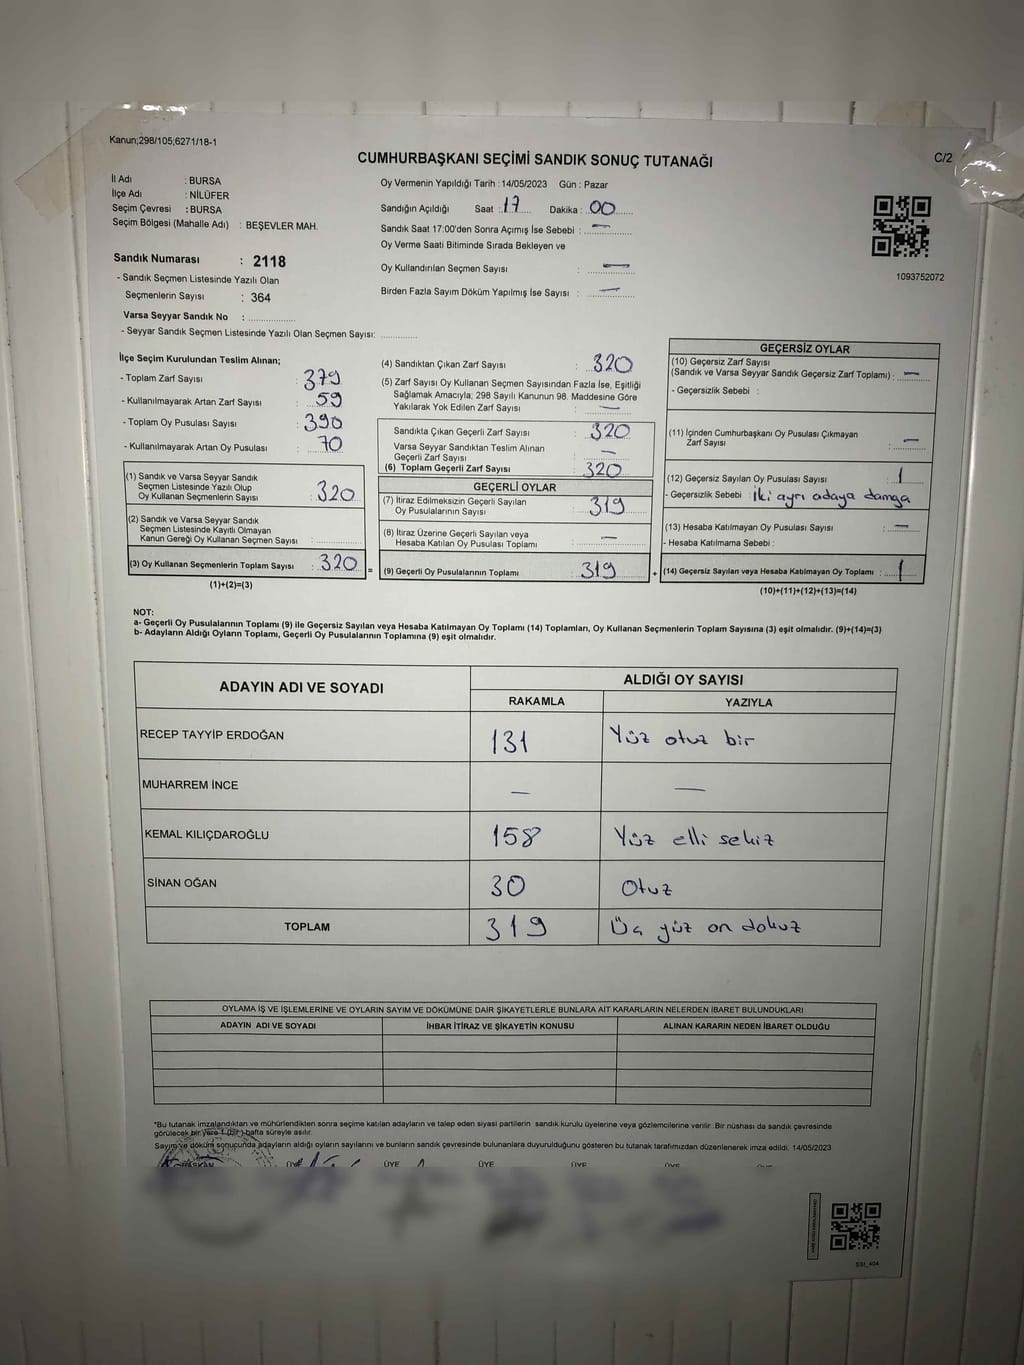 Kanun;298/105;6271/18-1
CUMHURBAŞKANI SEÇİMİ SANDIK SONUÇ TUTANAĞI
C/2
İl Adı : BURSA
İlçe Adı : NİLÜFER
Seçim Çevresi : BURSA
Seçim Bölgesi (Mahalle Adı) : BEŞEVLER MAH.
Sandık Numarası : 2118
- Sandık Seçmen Listesinde Yazılı Olan
Seçmenlerin Sayısı : 364
Varsa Seyyar Sandık No :
- Seyyar Sandık Seçmen Listesinde Yazılı Olan Seçmen Sayısı:
Oy Vermenin Yapıldığı Tarih : 14/05/2023 Gün : Pazar
Sandığın Açıldığı Saat : 17 Dakika : 00
Sandık Saat 17:00'den Sonra Açımış İse Sebebi : —
Oy Verme Saati Bitiminde Sırada Bekleyen ve
Oy Kullandırılan Seçmen Sayısı : —
Birden Fazla Sayım Döküm Yapılmış İse Sayısı : —
1093752072
İlçe Seçim Kurulundan Teslim Alınan;
- Toplam Zarf Sayısı : 379
- Kullanılmayarak Artan Zarf Sayısı : 59
- Toplam Oy Pusulası Sayısı : 390
- Kullanılmayarak Artan Oy Pusulası : 70
(1) Sandık ve Varsa Seyyar Sandık
Seçmen Listesinde Yazılı Olup
Oy Kullanan Seçmenlerin Sayısı : 320
(2) Sandık ve Varsa Seyyar Sandık
Seçmen Listesinde Kayıtlı Olmayan
Kanun Gereği Oy Kullanan Seçmen Sayısı :
(3) Oy Kullanan Seçmenlerin Toplam Sayısı : 320
(1)+(2)=(3)
(4) Sandıktan Çıkan Zarf Sayısı : 320
(5) Zarf Sayısı Oy Kullanan Seçmen Sayısından Fazla İse, Eşitliği
Sağlamak Amacıyla; 298 Sayılı Kanunun 98. Maddesine Göre
Yakılarak Yok Edilen Zarf Sayısı : —
Sandıkta Çıkan Geçerli Zarf Sayısı : 320
Varsa Seyyar Sandıktan Teslim Alınan
Geçerli Zarf Sayısı : —
(6) Toplam Geçerli Zarf Sayısı : 320
GEÇERLİ OYLAR
(7) İtiraz Edilmeksizin Geçerli Sayılan
Oy Pusulalarının Sayısı : 319
(8) İtiraz Üzerine Geçerli Sayılan veya
Hesaba Katılan Oy Pusulası Toplamı : —
= (9) Geçerli Oy Pusulalarının Toplamı : 319
GEÇERSİZ OYLAR
(10) Geçersiz Zarf Sayısı
(Sandık ve Varsa Seyyar Sandık Geçersiz Zarf Toplamı) : —
- Geçersizlik Sebebi :
(11) İçinden Cumhurbaşkanı Oy Pusulası Çıkmayan
Zarf Sayısı : —
(12) Geçersiz Sayılan Oy Pusulası Sayısı : 1
- Geçersizlik Sebebi : İki ayrı adaya damga
(13) Hesaba Katılmayan Oy Pusulası Sayısı : —
- Hesaba Katılmama Sebebi :
+ (14) Geçersiz Sayılan veya Hesaba Katılmayan Oy Toplamı : 1
(10)+(11)+(12)+(13)=(14)
NOT:
a- Geçerli Oy Pusulalarının Toplamı (9) ile Geçersiz Sayılan veya Hesaba Katılmayan Oy Toplamı (14) Toplamları, Oy Kullanan Seçmenlerin Toplam Sayısına (3) eşit olmalıdır. (9)+(14)=(3)
b- Adayların Aldığı Oyların Toplamı, Geçerli Oy Pusulalarının Toplamına (9) eşit olmalıdır.
ADAYIN ADI VE SOYADI
ALDIĞI OY SAYISI
RAKAMLA YAZIYLA
RECEP TAYYİP ERDOĞAN 131 Yüz otuz bir
MUHARREM İNCE — —
KEMAL KILIÇDAROĞLU 158 Yüz elli sekiz
SİNAN OĞAN 30 Otuz
TOPLAM 319 Üç yüz on dokuz
OYLAMA İŞ VE İŞLEMLERİNE VE OYLARIN SAYIM VE DÖKÜMÜNE DAİR ŞİKAYETLERLE BUNLARA AİT KARARLARIN NELERDEN İBARET BULUNDUKLARI
ADAYIN ADI VE SOYADI İHBAR İTİRAZ VE ŞİKAYETİN KONUSU ALINAN KARARIN NEDEN İBARET OLDUĞU
*Bu tutanak imzalandıktan ve mühürlendikten sonra seçime katılan adayların ve talep eden siyasi partilerin sandık kurulu üyelerine veya gözlemcilerine verilir. Bir nüshası da sandık çevresinde
görülecek bir yere 1 (bir) hafta süreyle asılır.
Sayım ve döküm sonucunda adayların aldığı oyların sayılarını ve bunların sandık çevresinde bulunanlara duyurulduğunu gösteren bu tutanak tarafımızdan düzenlenerek imza edildi. 14/05/2023
BAŞKAN ÜYE ÜYE ÜYE ÜYE ÜYE